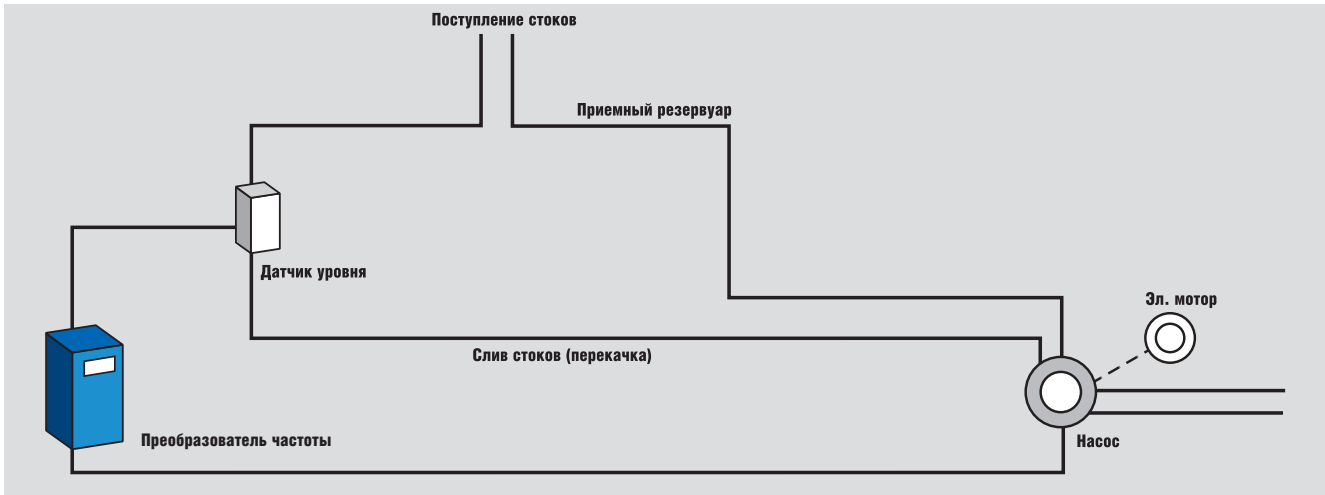 Поступление стоков
Приемный резервуар
Датчик уровня
Эл. мотор
Слив стоков (перекачка)
Преобразователь частоты
Насос